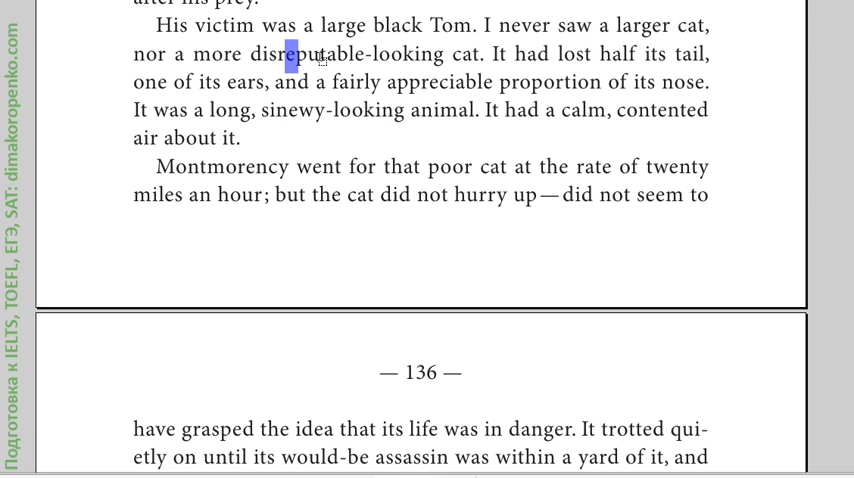 after his prey.
His victim was a large black Tom. I never saw a larger cat,
nor a more disreputable-looking cat. It had lost half its tail,
one of its ears, and a fairly appreciable proportion of its nose.
It was a long, sinewy-looking animal. It had a calm, contented
air about it.
Montmorency went for that poor cat at the rate of twenty
miles an hour; but the cat did not hurry up — did not seem to
— 136 —
have grasped the idea that its life was in danger. It trotted qui-
etly on until its would-be assassin was within a yard of it, and
Подготовка к IELTS, TOEFL, ЕГЭ, SAT: dimakoropenko.com